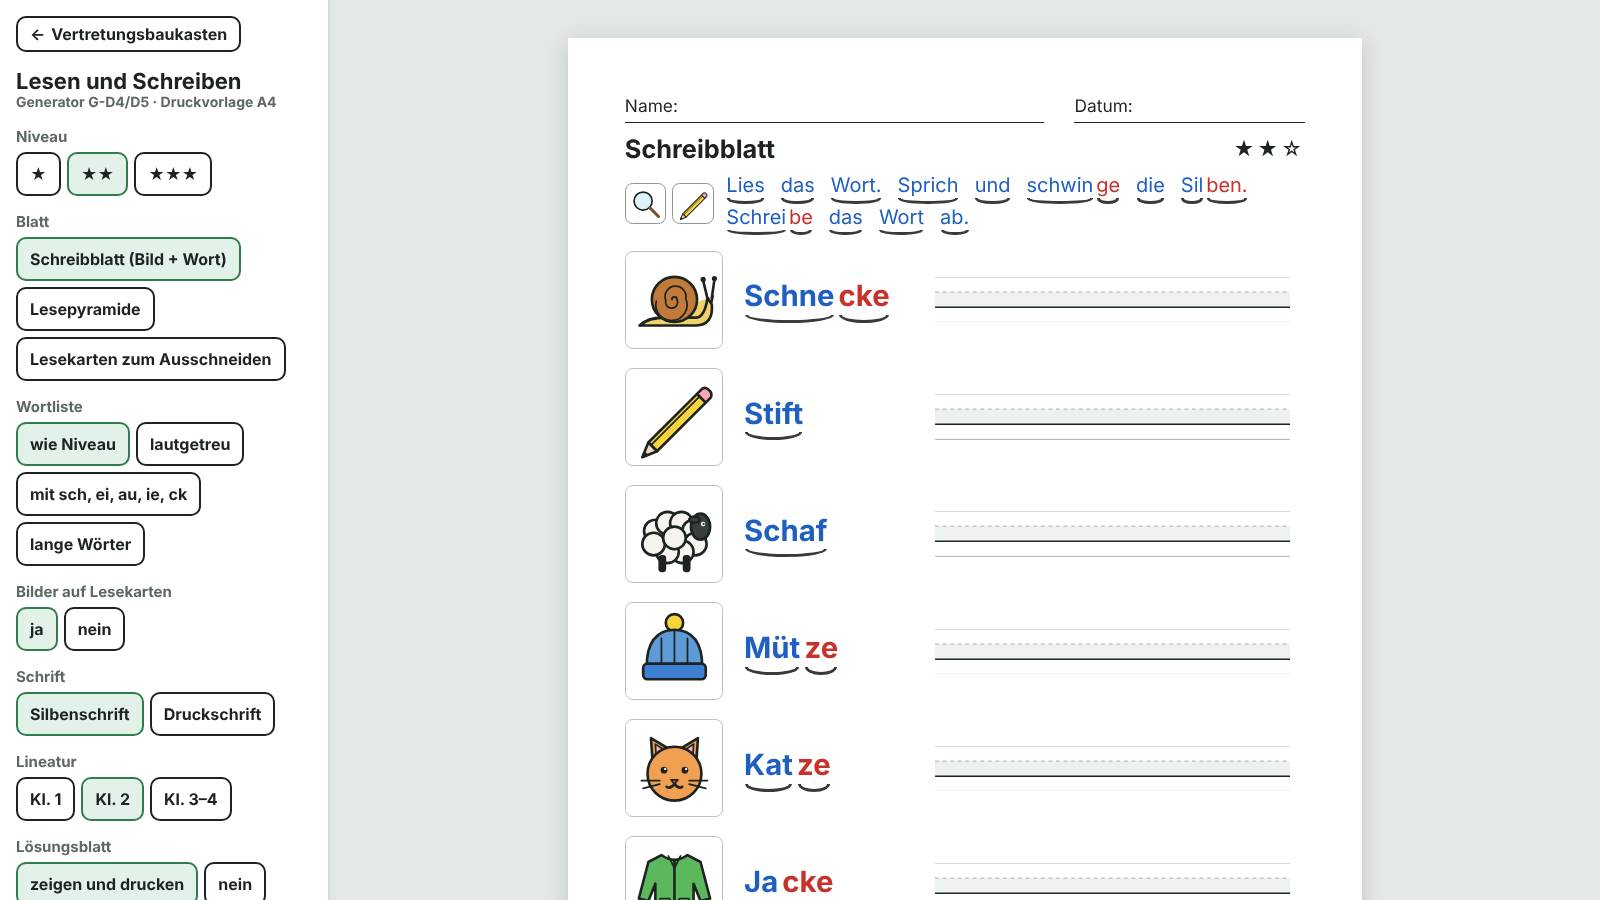 ← Vertretungsbaukasten
Lesen und Schreiben
Generator G-D4/D5 · Druckvorlage A4
Niveau
★ ★★ ★★★
Blatt
Schreibblatt (Bild + Wort)
Lesepyramide
Lesekarten zum Ausschneiden
Wortliste
wie Niveau lautgetreu
mit sch, ei, au, ie, ck
lange Wörter
Bilder auf Lesekarten
ja nein
Schrift
Silbenschrift Druckschrift
Lineatur
Kl. 1 Kl. 2 Kl. 3–4
Lösungsblatt
zeigen und drucken nein
Name: Datum:
Schreibblatt ★★☆
Lies das Wort. Sprich und schwinge die Silben.
Schreibe das Wort ab.
Schnecke
Stift
Schaf
Mütze
Katze
Jacke